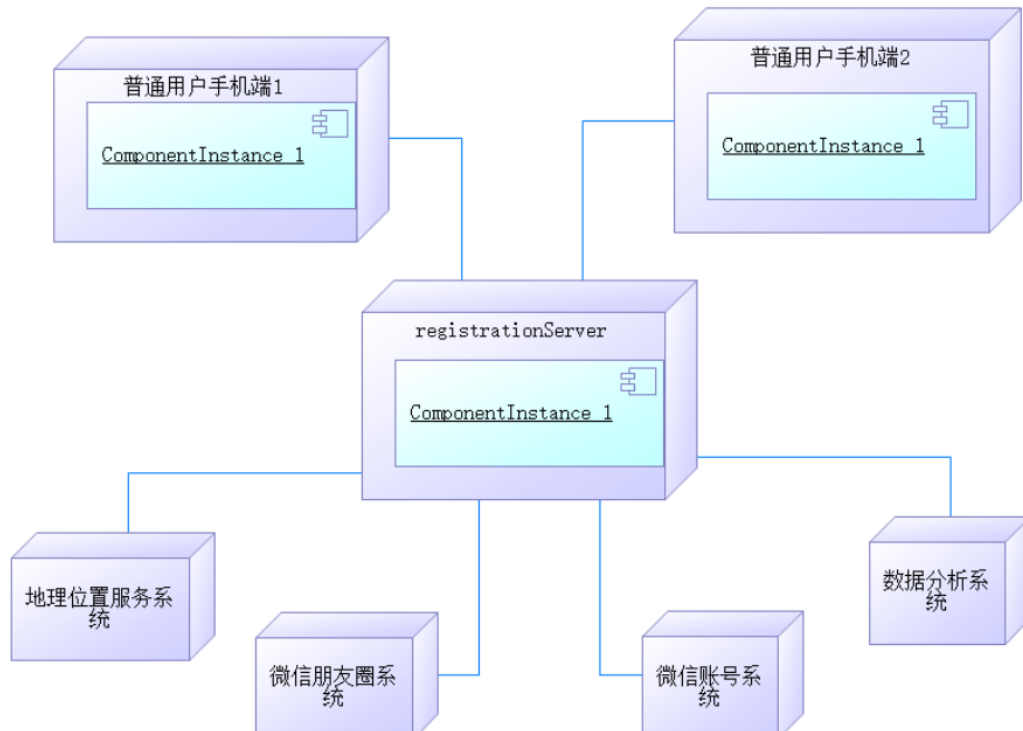 普通用户手机端1
普通用户手机端2
ComponentInstance_1
ComponentInstance_1
registrationServer
ComponentInstance_1
地理位置服务系
统
数据分析系
统
微信朋友圈系
统
微信账号系
统